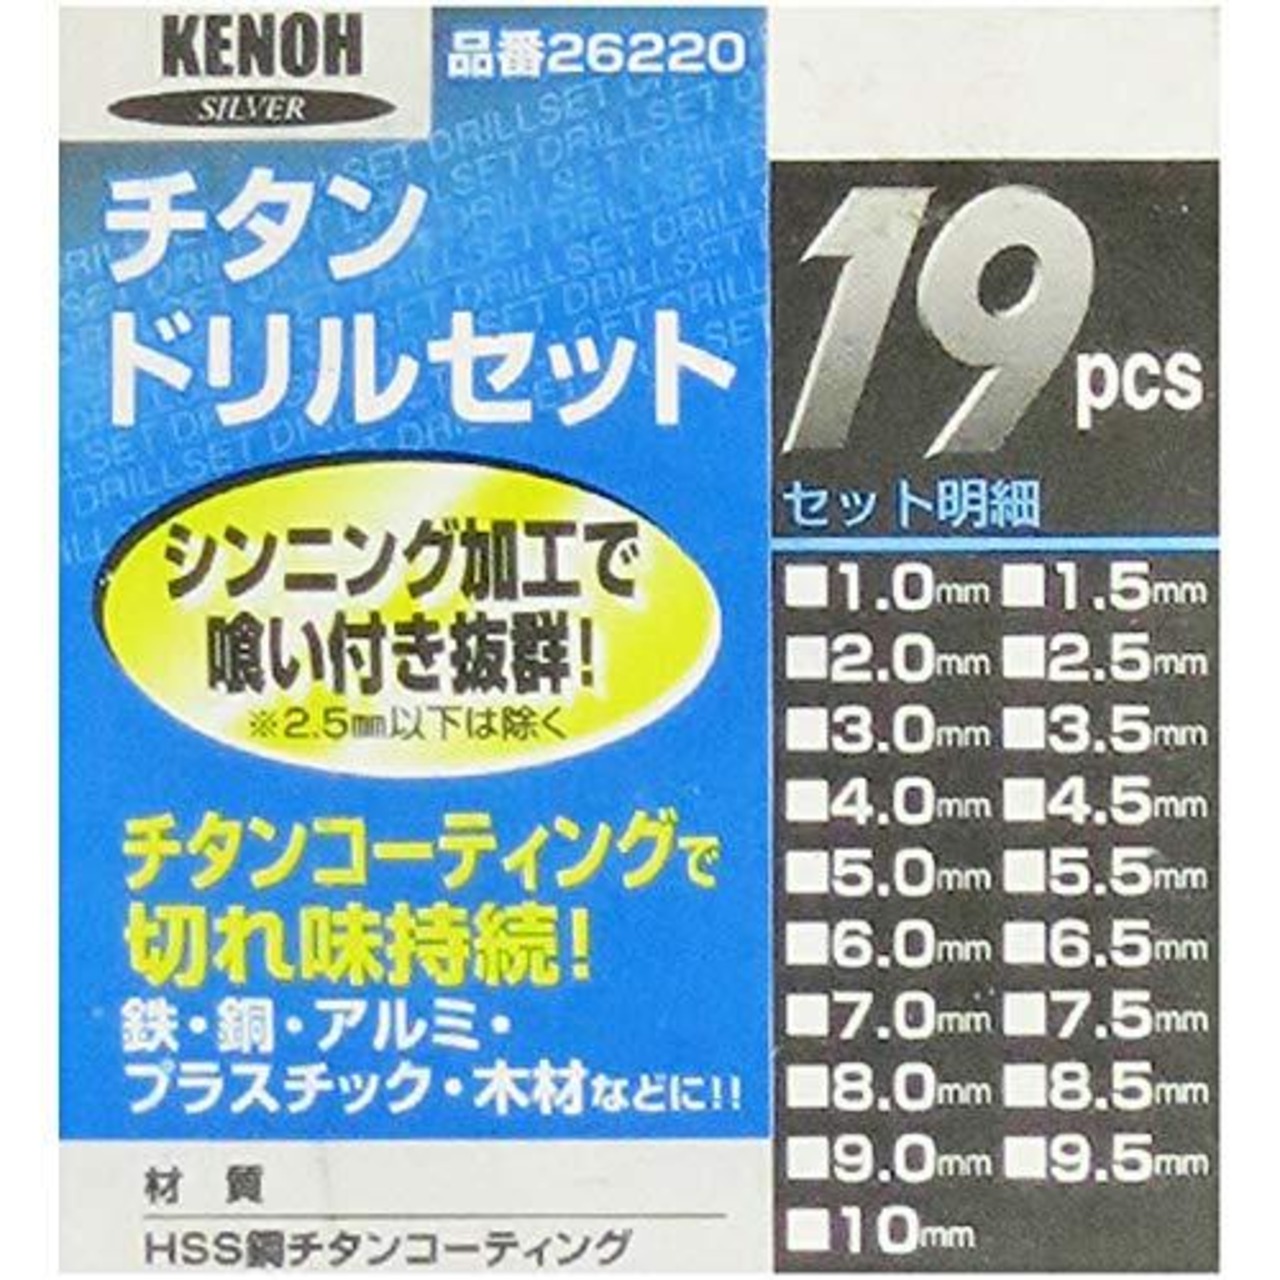 KENOH
SILVER
品番26220
チタン
ドリルセット
シンニング加工で
喰い付き抜群!
※2.5mm以下は除く
チタンコーティングで
切れ味持続!
鉄・銅・アルミ・
プラスチック・木材などに!!
材 質
HSS鋼チタンコーティング
19pcs
セット明細
■1.0mm ■1.5mm
■2.0mm ■2.5mm
■3.0mm ■3.5mm
■4.0mm ■4.5mm
■5.0mm ■5.5mm
■6.0mm ■6.5mm
■7.0mm ■7.5mm
■8.0mm ■8.5mm
■9.0mm ■9.5mm
■10mm